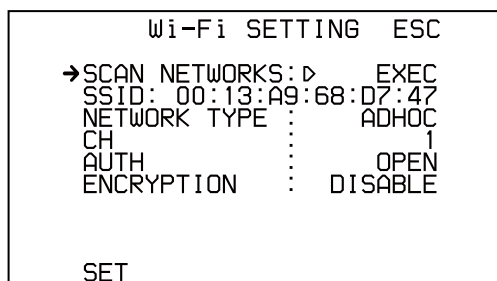 Wi-Fi SETTING ESC
→SCAN NETWORKS:▷ EXEC
SSID: 00:13:A9:68:D7:47
NETWORK TYPE : ADHOC
CH : 1
AUTH : OPEN
ENCRYPTION : DISABLE
SET